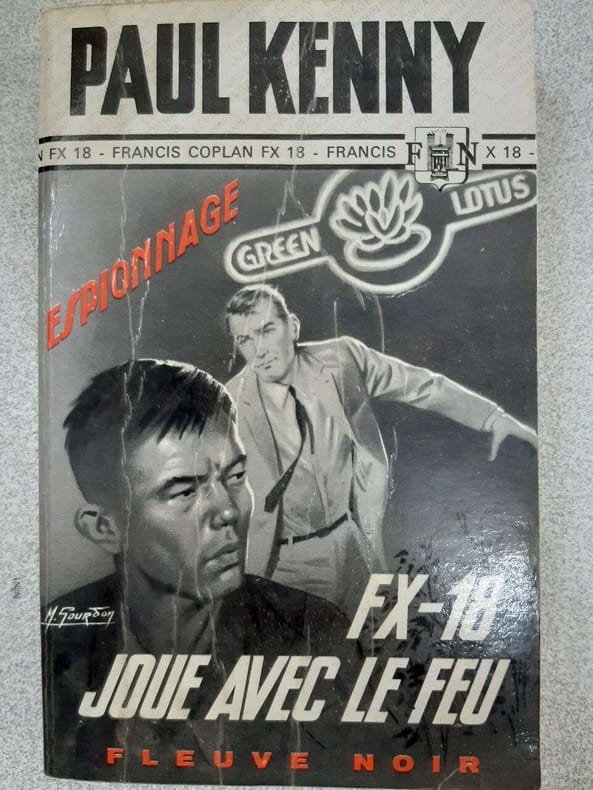 PAUL KENNY
N FX 18 - FRANCIS COPLAN FX 18 - FRANCIS F N X 18 -
ESPIONNAGE
GREEN LOTUS
M. Gourdon
FX-18
JOUE AVEC LE FEU
FLEUVE NOIR